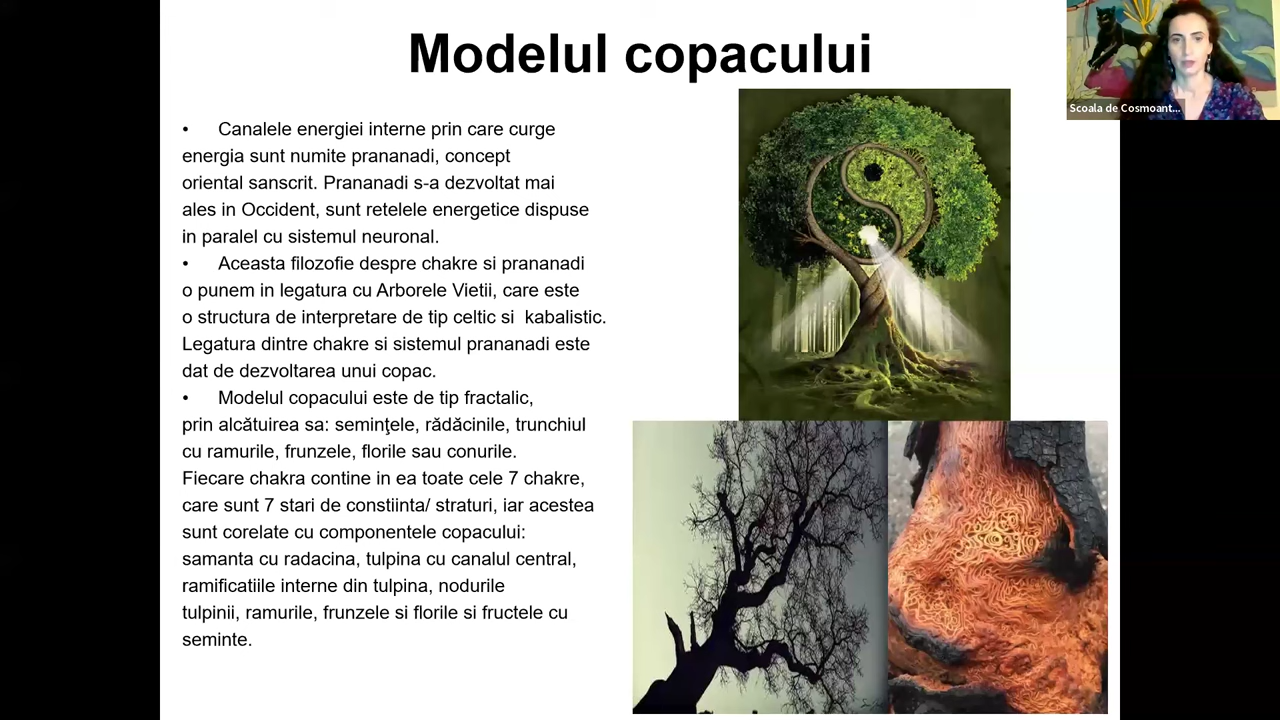 Modelul copacului
Scoala de Cosmoant...
• Canalele energiei interne prin care curge
energia sunt numite prananadi, concept
oriental sanscrit. Prananadi s-a dezvoltat mai
ales in Occident, sunt retelele energetice dispuse
in paralel cu sistemul neuronal.
• Aceasta filozofie despre chakre si prananadi
o punem in legatura cu Arborele Vietii, care este
o structura de interpretare de tip celtic si kabalistic.
Legatura dintre chakre si sistemul prananadi este
dat de dezvoltarea unui copac.
• Modelul copacului este de tip fractalic,
prin alcătuirea sa: seminţele, rădăcinile, trunchiul
cu ramurile, frunzele, florile sau conurile.
Fiecare chakra contine in ea toate cele 7 chakre,
care sunt 7 stari de constiinta/ straturi, iar acestea
sunt corelate cu componentele copacului:
samanta cu radacina, tulpina cu canalul central,
ramificatiile interne din tulpina, nodurile
tulpinii, ramurile, frunzele si florile si fructele cu
seminte.